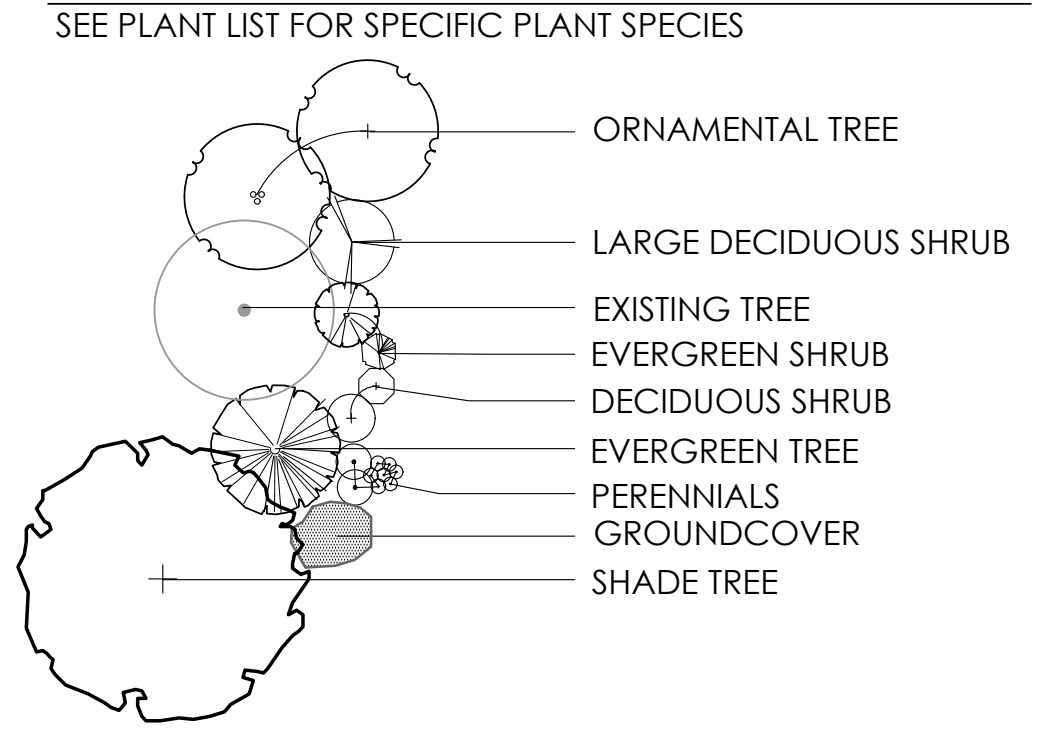 SEE PLANT LIST FOR SPECIFIC PLANT SPECIES
ORNAMENTAL TREE
LARGE DECIDUOUS SHRUB
EXISTING TREE
EVERGREEN SHRUB
DECIDUOUS SHRUB
EVERGREEN TREE
PERENNIALS
GROUNDCOVER
SHADE TREE